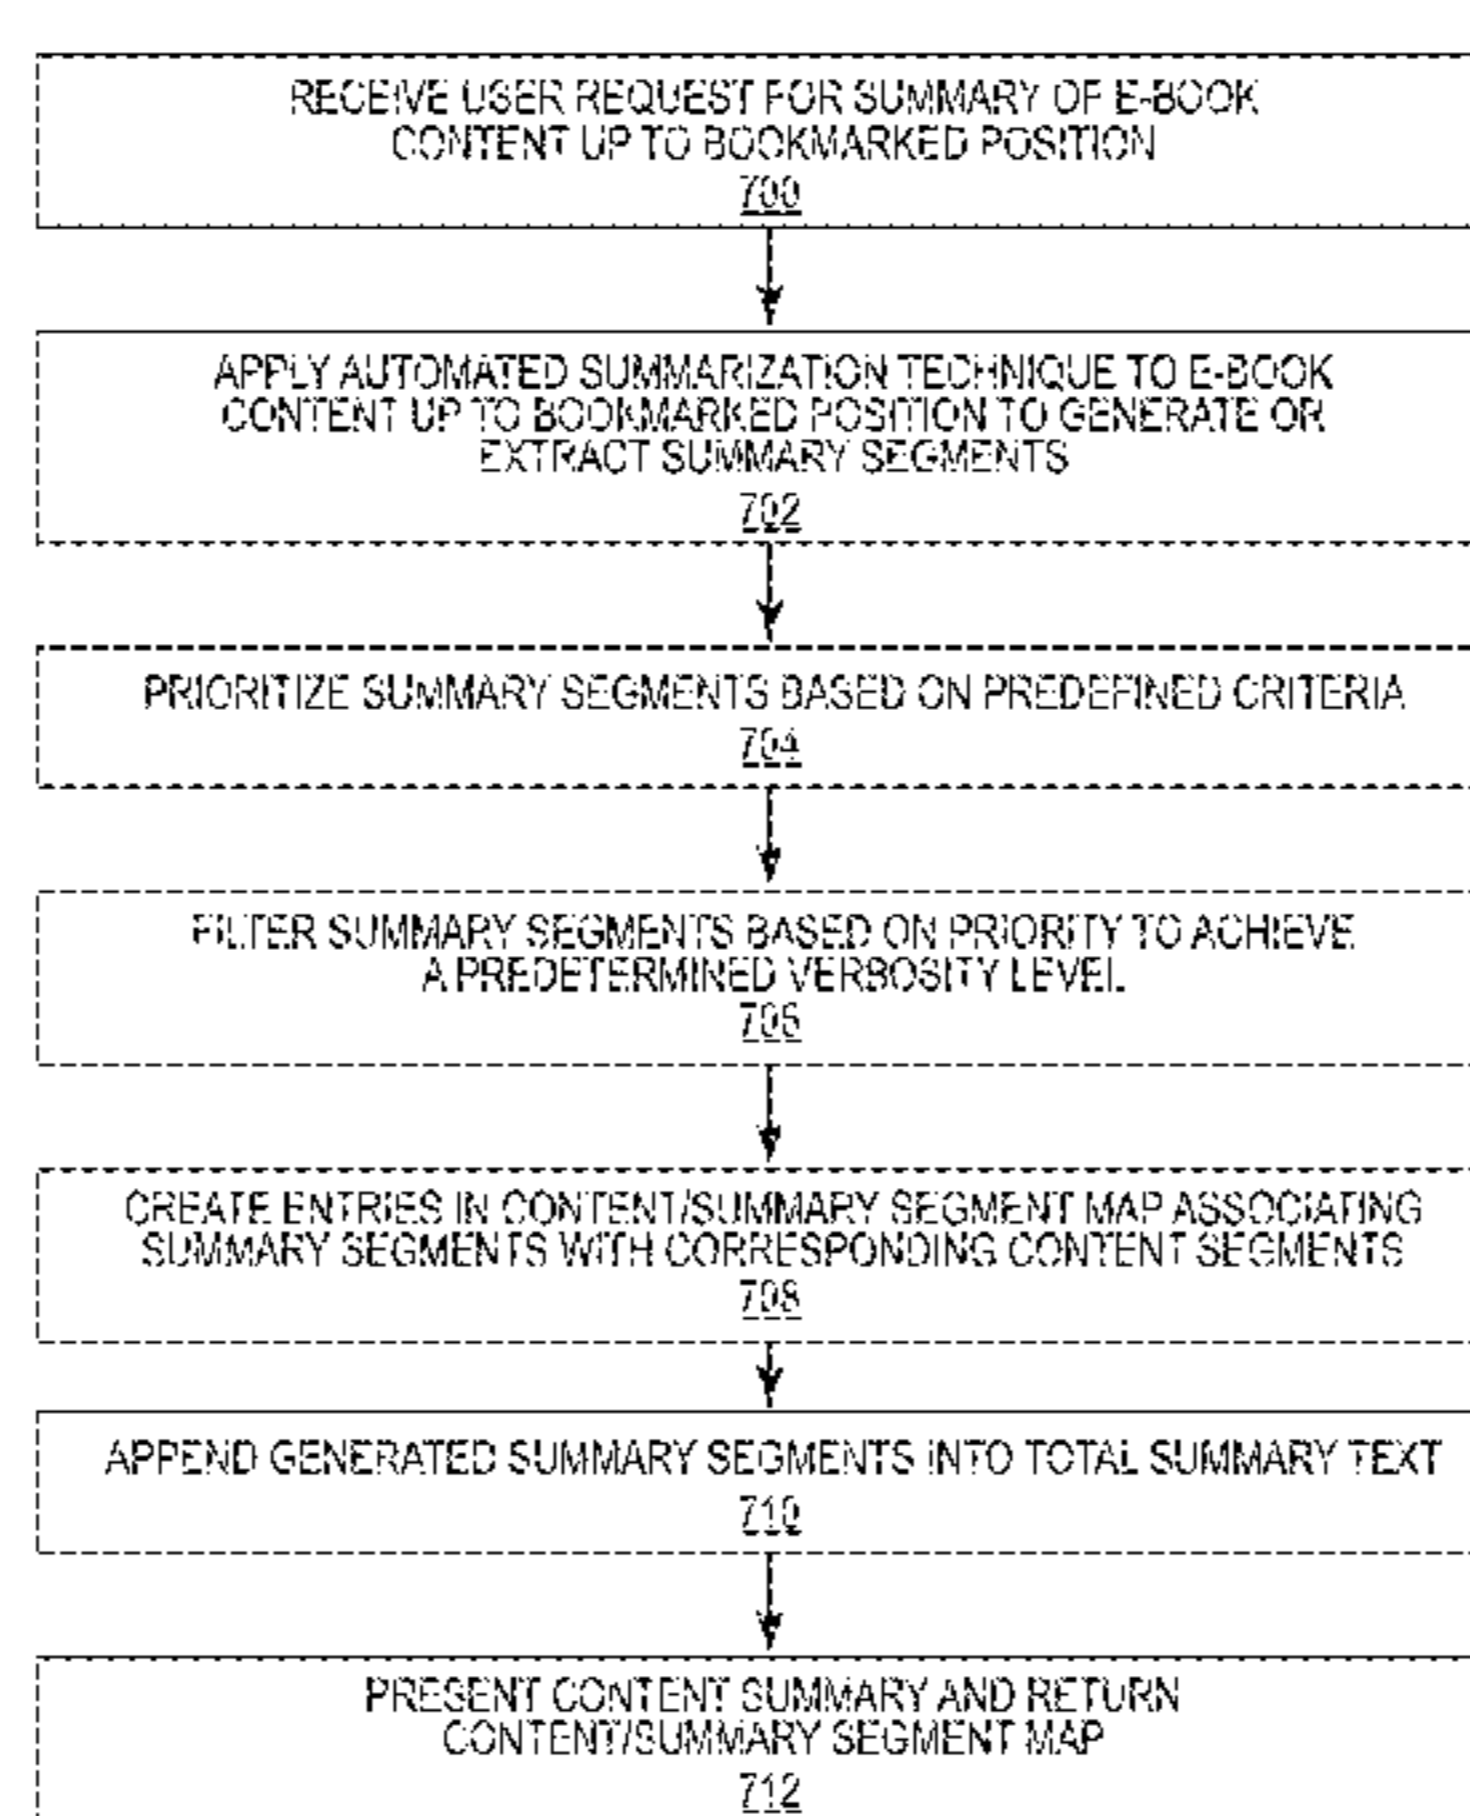 RECEIVE USER REQUEST FOR SUMMARY OF E-BOOK
CONTENT UP TO BOOKMARKED POSITION
700
APPLY AUTOMATED SUMMARIZATION TECHNIQUE TO E-BOOK
CONTENT UP TO BOOKMARKED POSITION TO GENERATE OR
EXTRACT SUMMARY SEGMENTS
702
PRIORITIZE SUMMARY SEGMENTS BASED ON PREDEFINED CRITERIA
704
FILTER SUMMARY SEGMENTS BASED ON PRIORITY TO ACHIEVE
A PREDETERMINED VERBOSITY LEVEL
706
CREATE ENTRIES IN CONTENT/SUMMARY SEGMENT MAP ASSOCIATING
SUMMARY SEGMENTS WITH CORRESPONDING CONTENT SEGMENTS
708
APPEND GENERATED SUMMARY SEGMENTS INTO TOTAL SUMMARY TEXT
710
PRESENT CONTENT SUMMARY AND RETURN
CONTENT/SUMMARY SEGMENT MAP
712